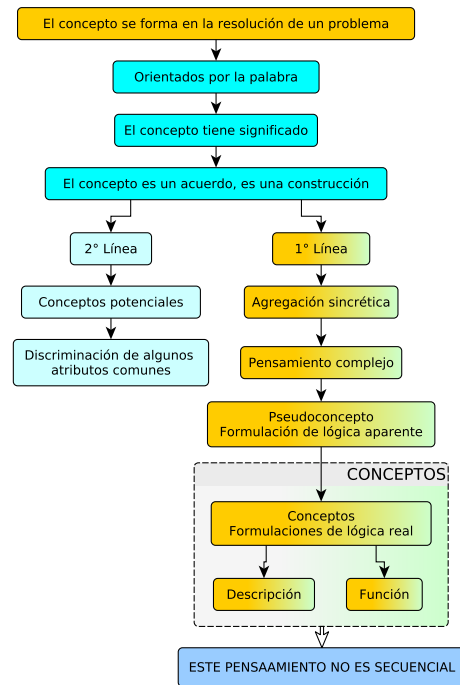 El concepto se forma en la resolución de un problema
Orientados por la palabra
El concepto tiene significado
El concepto es un acuerdo, es una construcción
2° Línea
1° Línea
Conceptos potenciales
Agregación sincrética
Discriminación de algunos
atributos comunes
Pensamiento complejo
Pseudoconcepto
Formulación de lógica aparente
CONCEPTOS
Conceptos
Formulaciones de lógica real
Descripción
Función
ESTE PENSAAMIENTO NO ES SECUENCIAL